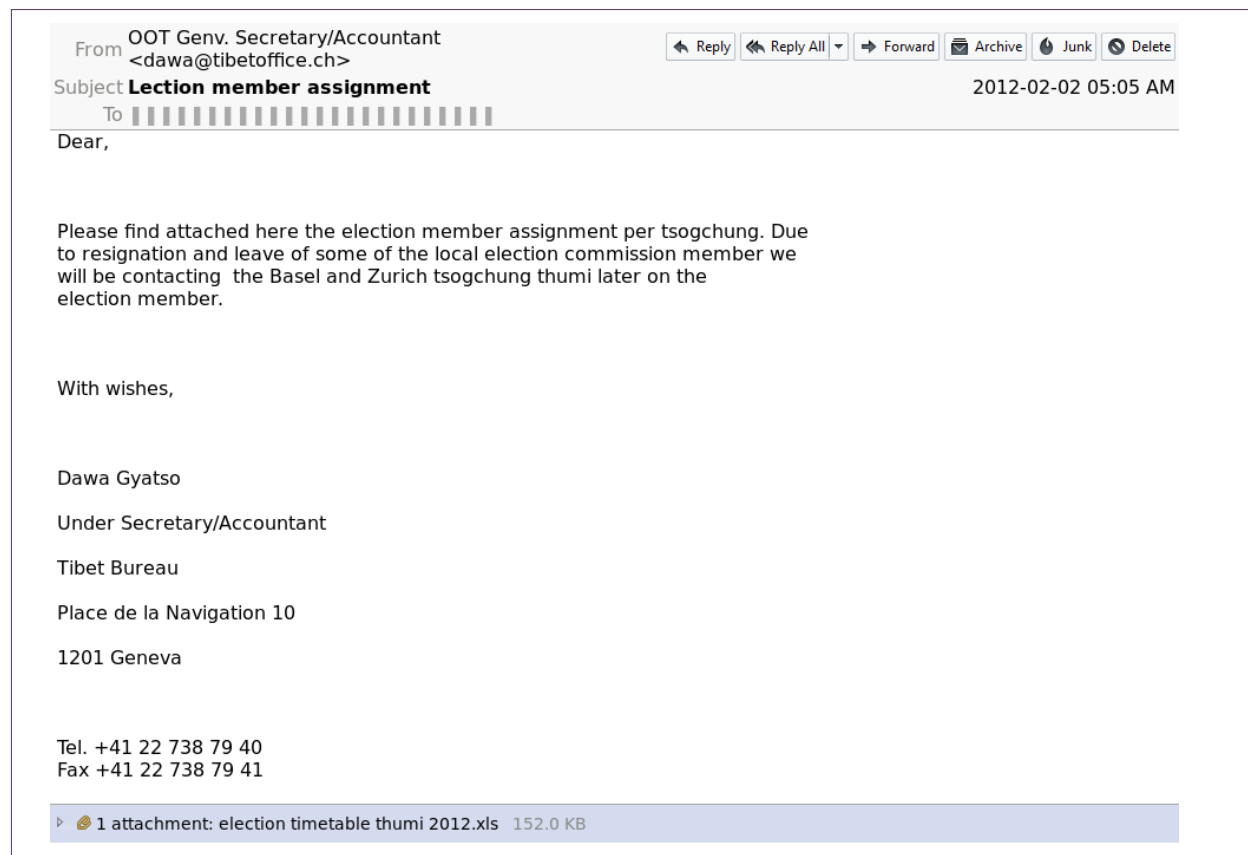 From OOT Genv. Secretary/Accountant
<dawa@tibetoffice.ch>
Reply Reply All Forward Archive Junk Delete
Subject Lection member assignment 2012-02-02 05:05 AM
To
Dear,
Please find attached here the election member assignment per tsogchung. Due
to resignation and leave of some of the local election commission member we
will be contacting  the Basel and Zurich tsogchung thumi later on the
election member.
With wishes,
Dawa Gyatso
Under Secretary/Accountant
Tibet Bureau
Place de la Navigation 10
1201 Geneva
Tel. +41 22 738 79 40
Fax +41 22 738 79 41
1 attachment: election timetable thumi 2012.xls 152.0 KB